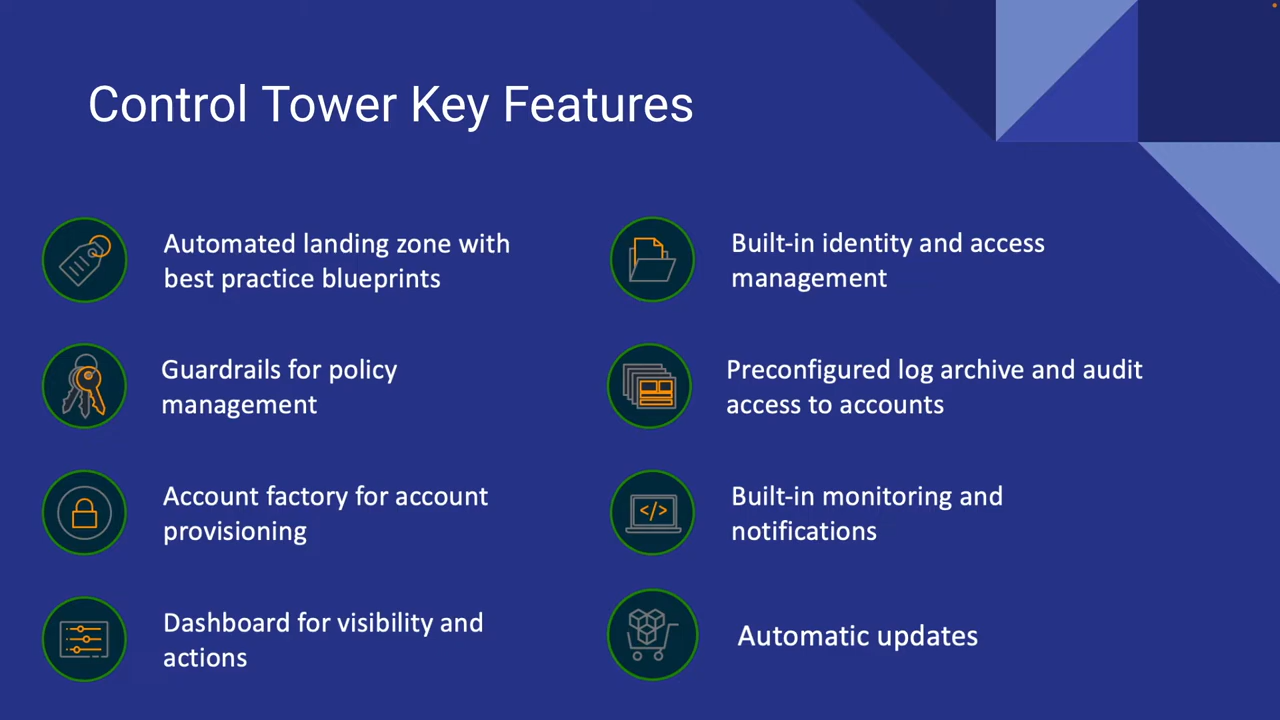 Control Tower Key Features
Automated landing zone with
best practice blueprints
Guardrails for policy
management
Account factory for account
provisioning
Dashboard for visibility and
actions
Built-in identity and access
management
Preconfigured log archive and audit
access to accounts
</>
Built-in monitoring and
notifications
Automatic updates